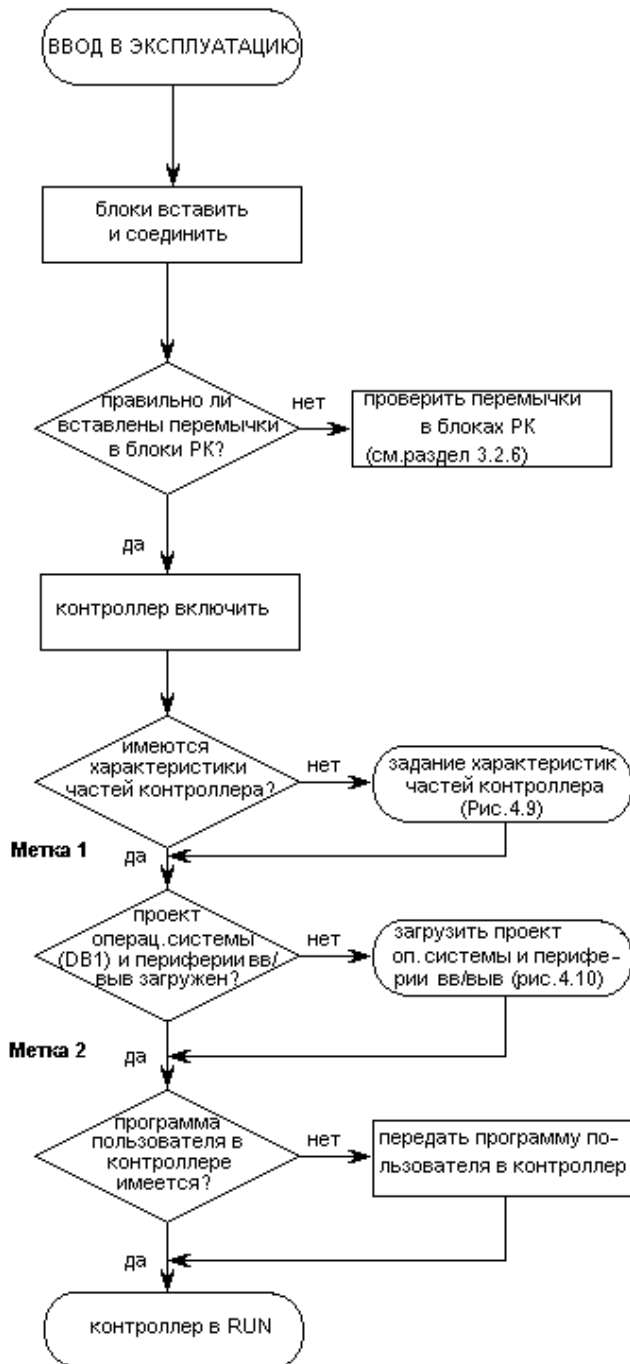 ВВОД В ЭКСПЛУАТАЦИЮ
блоки вставить
и соединить
правильно ли
вставлены перемычки
в блоки РК?
нет
проверить перемычки
в блоках РК
(см.раздел 3.2.6)
да
контроллер включить
имеются
характеристики
частей контроллера?
нет
задание характеристик
частей контроллера
(Рис.4.9)
Метка 1
да
проект
операц.системы
(DB1) и периферии вв/
выв загружен?
нет
загрузить проект
оп.системы и перифе-
рии вв/выв (рис.4.10)
Метка 2
да
программа
пользователя в
контроллере
имеется?
нет
передать программу по-
льзователя в контроллер
да
контроллер в RUN